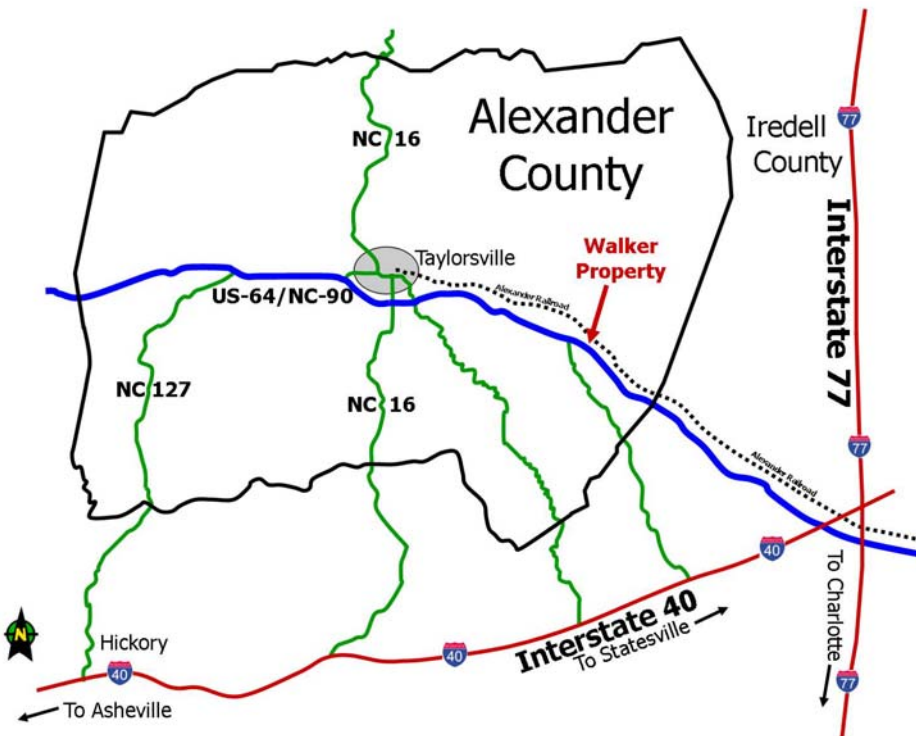 Alexander
County
Iredell
County
77
NC 16
Interstate 77
Taylorsville
Walker
Property
Alexander Railroad
US-64/NC-90
NC 127
NC 16
77
Alexander Railroad
40
To Charlotte
N
Hickory
40
40
Interstate 40
To Statesville
77
To Asheville